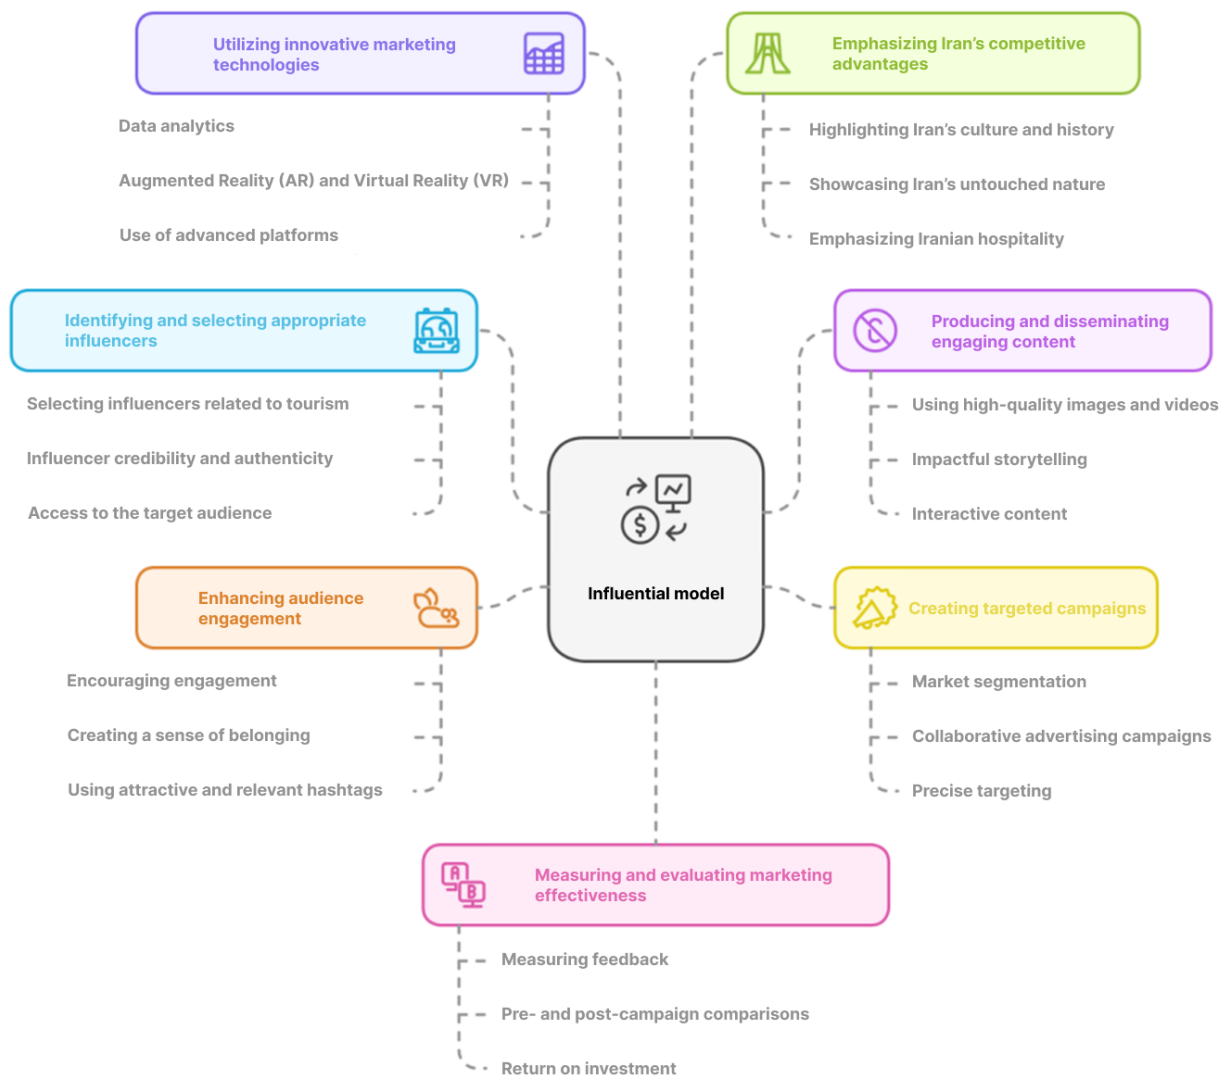 Utilizing innovative marketing
technologies
Data analytics
Augmented Reality (AR) and Virtual Reality (VR)
Use of advanced platforms
Emphasizing Iran's competitive
advantages
Highlighting Iran's culture and history
Showcasing Iran's untouched nature
Emphasizing Iranian hospitality
Identifying and selecting appropriate
influencers
Selecting influencers related to tourism
Influencer credibility and authenticity
Access to the target audience
Producing and disseminating
engaging content
Using high-quality images and videos
Impactful storytelling
Interactive content
$
Influential model
Enhancing audience
engagement
Encouraging engagement
Creating a sense of belonging
Using attractive and relevant hashtags
Creating targeted campaigns
Market segmentation
Collaborative advertising campaigns
Precise targeting
A
B
Measuring and evaluating marketing
effectiveness
Measuring feedback
Pre- and post-campaign comparisons
Return on investment